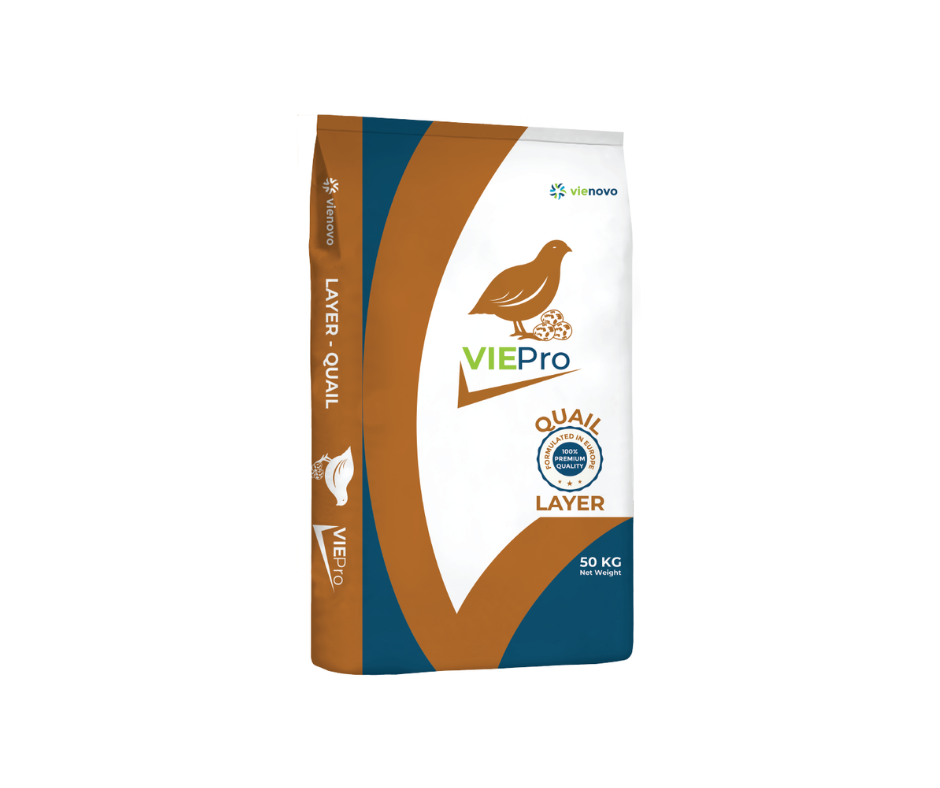 vienovo
LAYER - QUAIL
VIEPro
vienovo
VIEPro
QUAIL
FORMULATED IN EUROPE
100%
PREMIUM
QUALITY
LAYER
50 KG
Net Weight